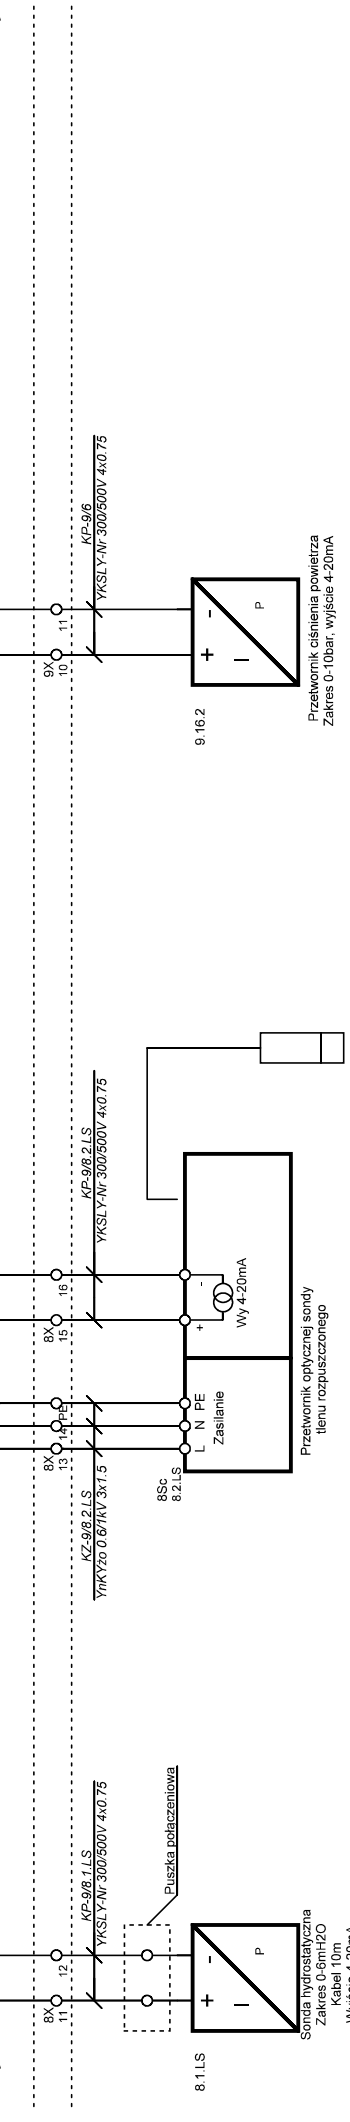 KP-9/6
YKSLY-Nr 300/500V 4x0.75
11
9X
10
+
-
I
P
9.16.2
Przetwornik ciśnienia powietrza
Zakres 0-10bar, wyjście 4-20mA
KP-9/8.2.LS
YKSLY-Nr 300/500V 4x0.75
16
8X
15
+
-
Wy 4-20mA
PE
14
8X
13
L N PE
Zasilanie
KZ-9/8.2.LS
YnKYżo 0.6/1kV 3x1.5
8Sc
8.2.LS
Przetwornik optycznej sondy
tlenu rozpuszczonego
KP-9/8.1.LS
YKSLY-Nr 300/500V 4x0.75
Puszka połączeniowa
12
8X
11
+
-
I
P
8.1.LS
Sonda hydrostatyczna
Zakres 0-6mH2O
Kabel 10m